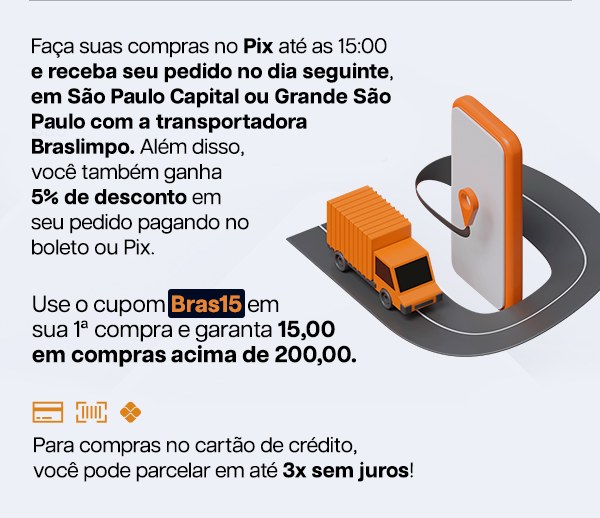 Faça suas compras no Pix até as 15:00
e receba seu pedido no dia seguinte,
em São Paulo Capital ou Grande São
Paulo com a transportadora
Braslimpo. Além disso,
você também ganha
5% de desconto em
seu pedido pagando no
boleto ou Pix.
Use o cupom Bras15 em
sua 1ª compra e garanta 15,00
em compras acima de 200,00.
Para compras no cartão de crédito,
você pode parcelar em até 3x sem juros!